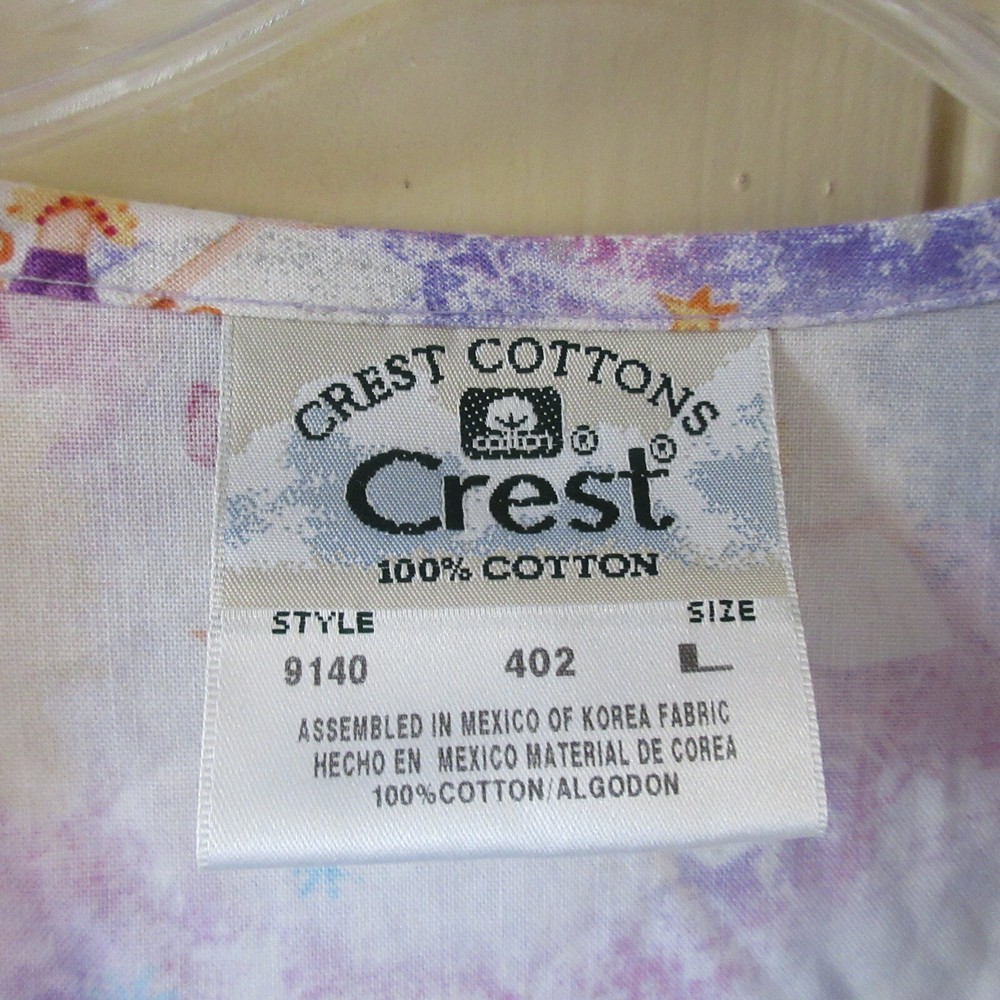 CREST COTTONS
cotton ®
Crest ®
100% COTTON
STYLE SIZE
9140 402 L
ASSEMBLED IN MEXICO OF KOREA FABRIC
HECHO EN MEXICO MATERIAL DE COREA
100%COTTON/ALGODON